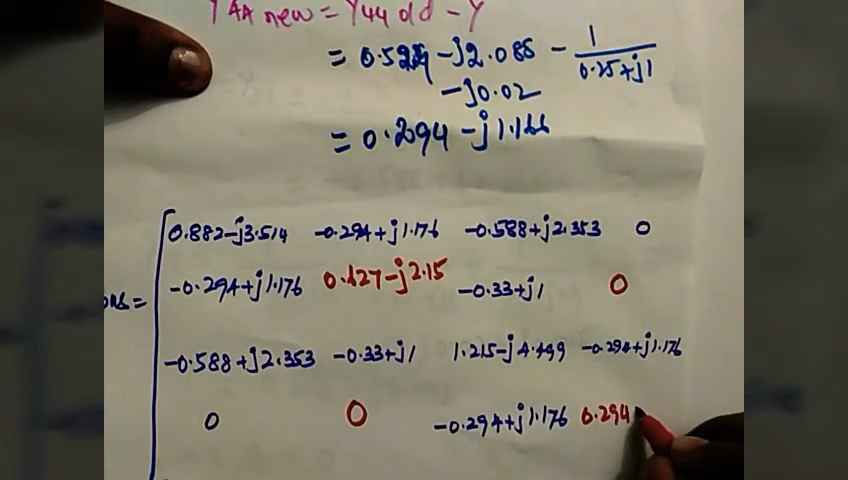 Y44 new = Y44 old - Y
= 0.524 - j2.085 - 1/(0.25+j1)
- j0.02
= 0.294 - j1.166
0.882-j3.514 -0.294+j1.176 -0.588+j2.353 0
-0.294+j1.176 0.627-j2.15 -0.33+j1 0
-0.588+j2.353 -0.33+j1 1.215-j4.499 -0.294+j1.176
0 0 -0.294+j1.176 0.294